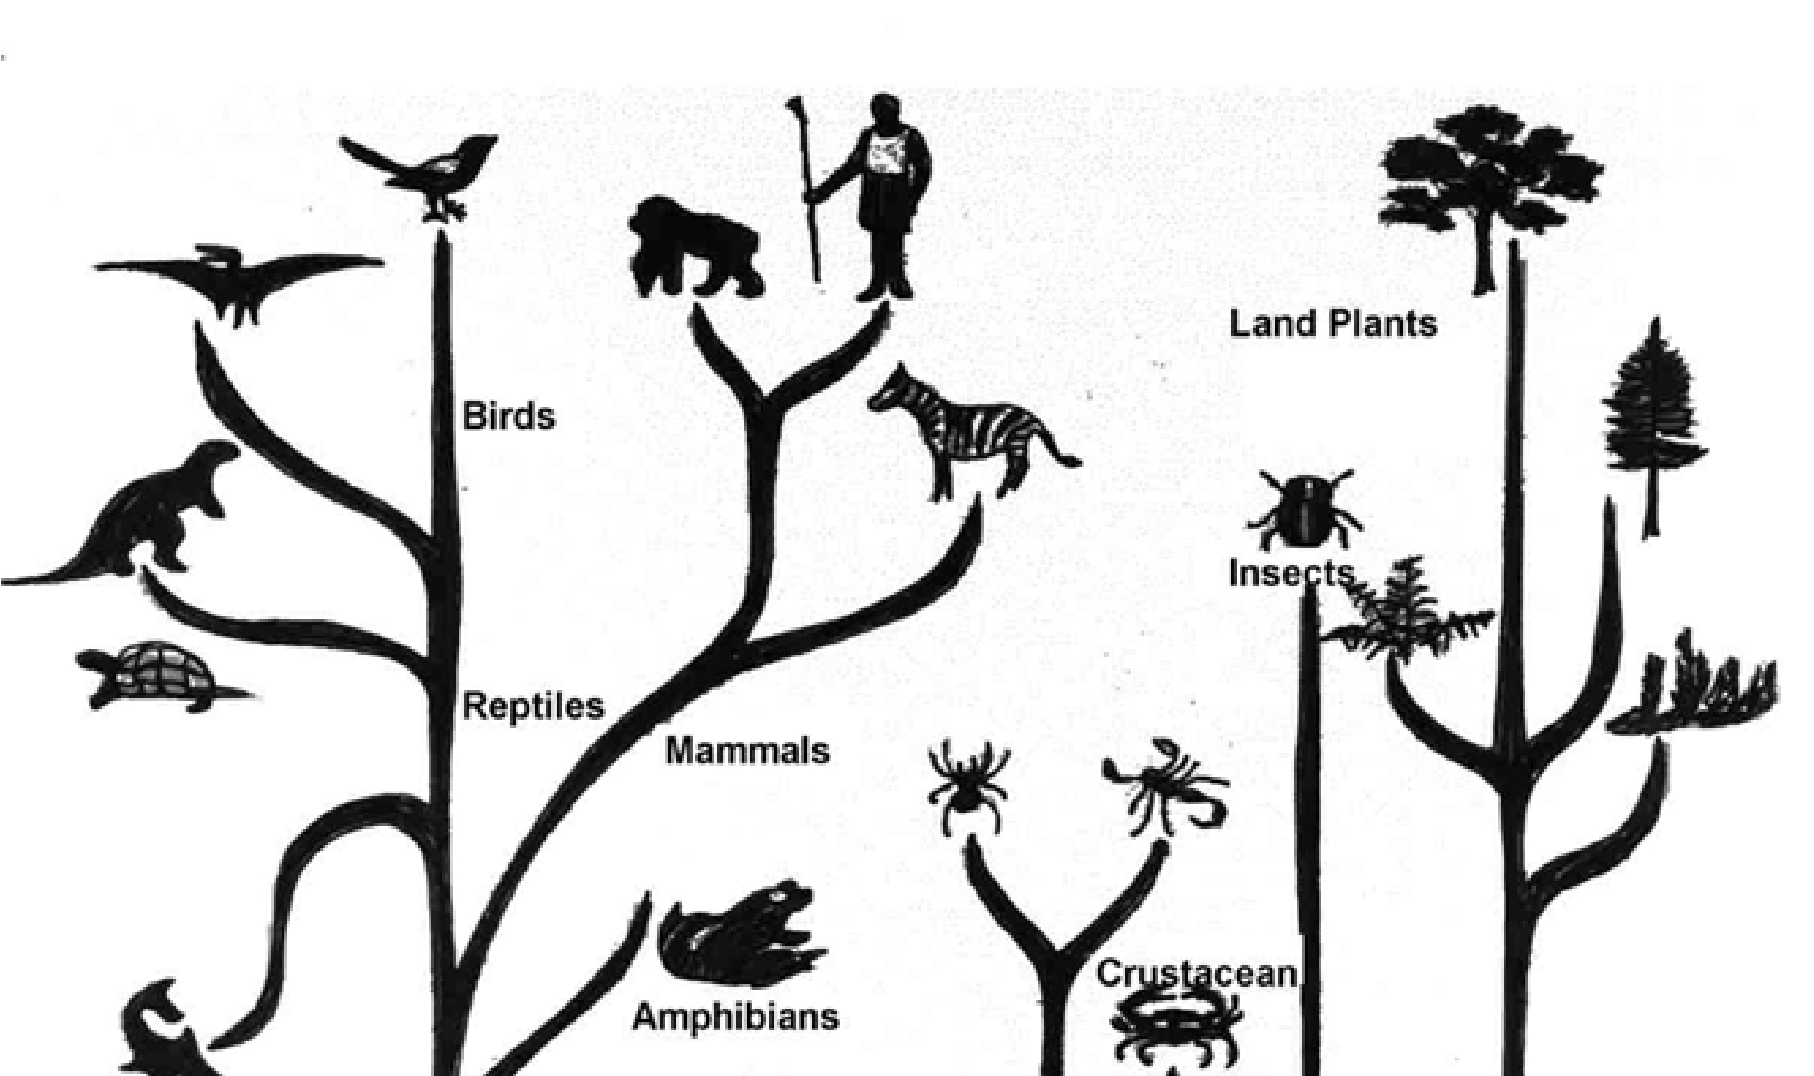 Land Plants
Birds
Insects
Reptiles
Mammals
Crustacean
Amphibians